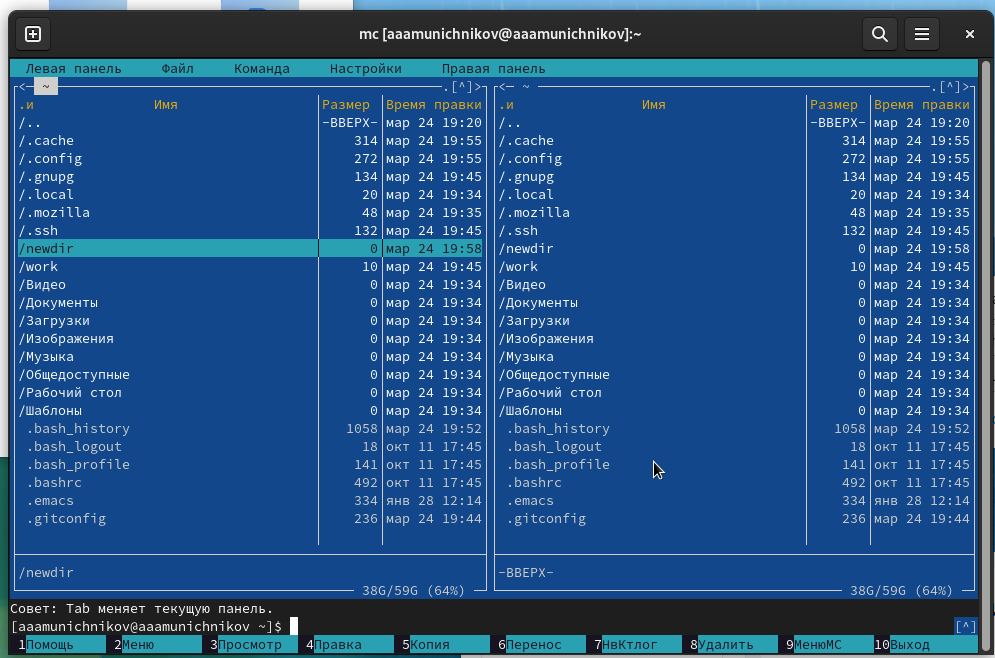 mc [aaamunichnikov@aaamunichnikov]:~
Левая панель Файл Команда Настройки Правая панель
<─ ~ .[^]> <─ ~ .[^]>
.и Имя Размер Время правки .и Имя Размер Время правки
/.. -ВВЕРХ- мар 24 19:20 /.. -ВВЕРХ- мар 24 19:20
/.cache 314 мар 24 19:55 /.cache 314 мар 24 19:55
/.config 272 мар 24 19:55 /.config 272 мар 24 19:55
/.gnupg 134 мар 24 19:45 /.gnupg 134 мар 24 19:45
/.local 20 мар 24 19:34 /.local 20 мар 24 19:34
/.mozilla 48 мар 24 19:35 /.mozilla 48 мар 24 19:35
/.ssh 132 мар 24 19:45 /.ssh 132 мар 24 19:45
/newdir 0 мар 24 19:58 /newdir 0 мар 24 19:58
/work 10 мар 24 19:45 /work 10 мар 24 19:45
/Видео 0 мар 24 19:34 /Видео 0 мар 24 19:34
/Документы 0 мар 24 19:34 /Документы 0 мар 24 19:34
/Загрузки 0 мар 24 19:34 /Загрузки 0 мар 24 19:34
/Изображения 0 мар 24 19:34 /Изображения 0 мар 24 19:34
/Музыка 0 мар 24 19:34 /Музыка 0 мар 24 19:34
/Общедоступные 0 мар 24 19:34 /Общедоступные 0 мар 24 19:34
/Рабочий стол 0 мар 24 19:34 /Рабочий стол 0 мар 24 19:34
/Шаблоны 0 мар 24 19:34 /Шаблоны 0 мар 24 19:34
.bash_history 1058 мар 24 19:52 .bash_history 1058 мар 24 19:52
.bash_logout 18 окт 11 17:45 .bash_logout 18 окт 11 17:45
.bash_profile 141 окт 11 17:45 .bash_profile 141 окт 11 17:45
.bashrc 492 окт 11 17:45 .bashrc 492 окт 11 17:45
.emacs 334 янв 28 12:14 .emacs 334 янв 28 12:14
.gitconfig 236 мар 24 19:44 .gitconfig 236 мар 24 19:44
/newdir -ВВЕРХ-
38G/59G (64%) 38G/59G (64%)
Совет: Tab меняет текущую панель.
[aaamunichnikov@aaamunichnikov ~]$ [^]
1Помощь 2Меню 3Просмотр 4Правка 5Копия 6Перенос 7НвКтлог 8Удалить 9МенюМС 10Выход